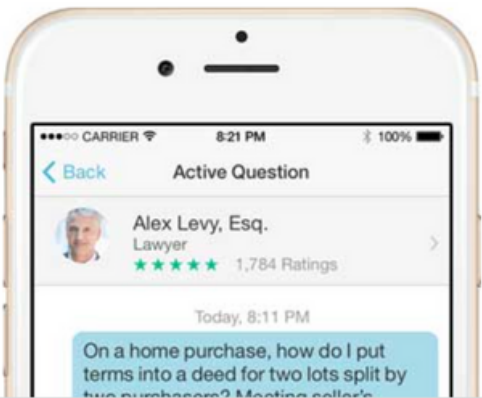 CARRIER 8:21 PM 100%
Back Active Question
Alex Levy, Esq.
Lawyer
1,784 Ratings
Today, 8:11 PM
On a home purchase, how do I put
terms into a deed for two lots split by
two purchasers? Meeting seller's